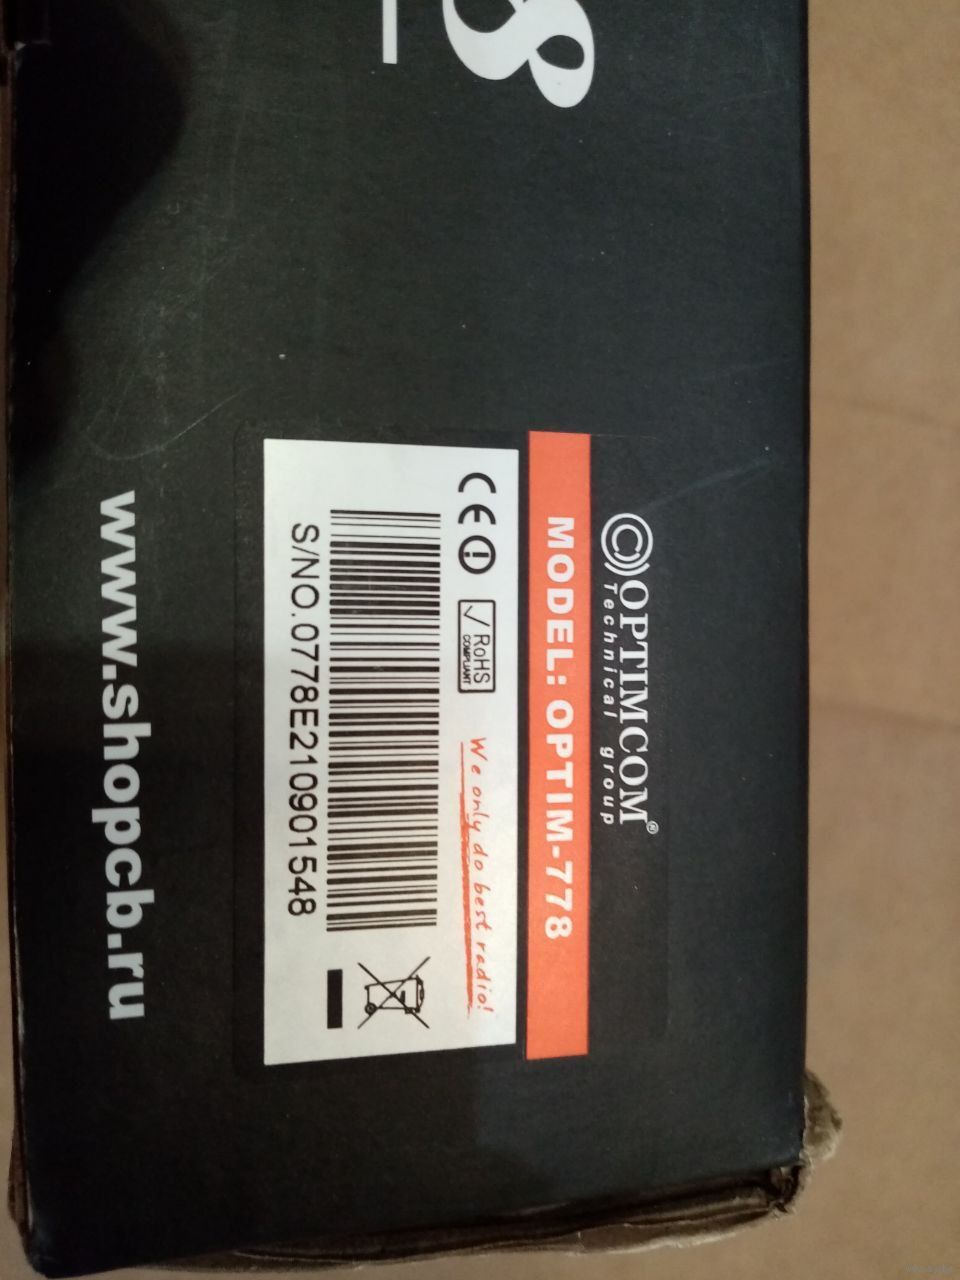 8
OPTIMCOM®
Technical group
MODEL: OPTIM-778
CE RoHS COMPLIANT We only do best radio!
S/NO.0778E210901548
www.shopcb.ru